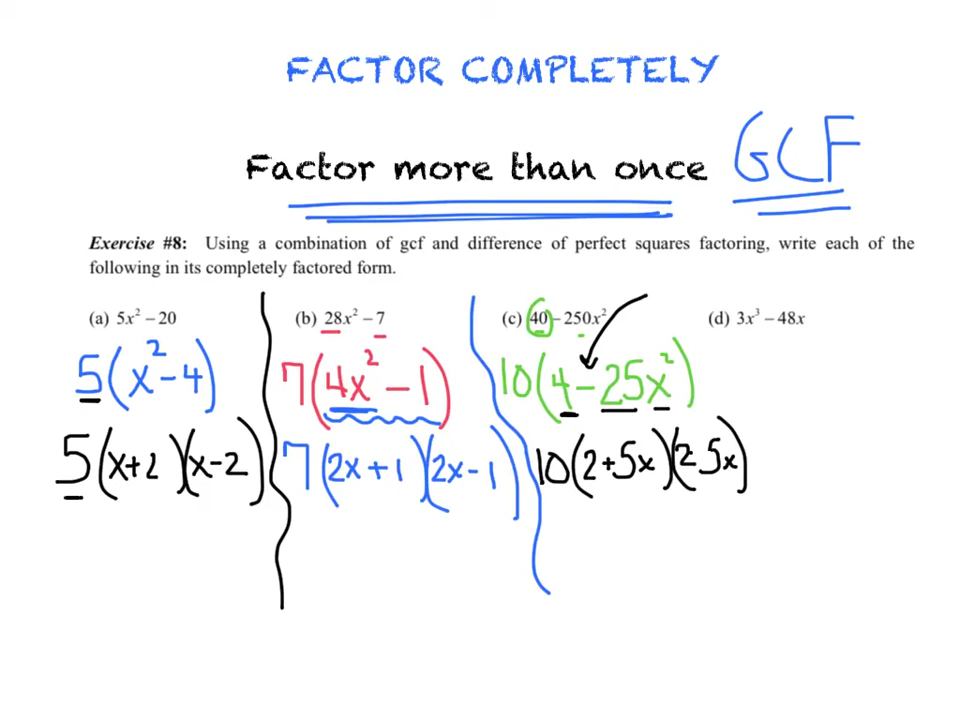 FACTOR COMPLETELY
Factor more than once GCF
Exercise #8: Using a combination of gcf and difference of perfect squares factoring, write each of the
following in its completely factored form.
(a) 5x² – 20 (b) 28x² – 7 (c) 40 – 250x² (d) 3x³ – 48x
5(x²-4) 7(4x² - 1) 10(4 - 25x²)
5(x+2)(x-2) 7(2x+1)(2x-1) 10(2+5x)(2-5x)